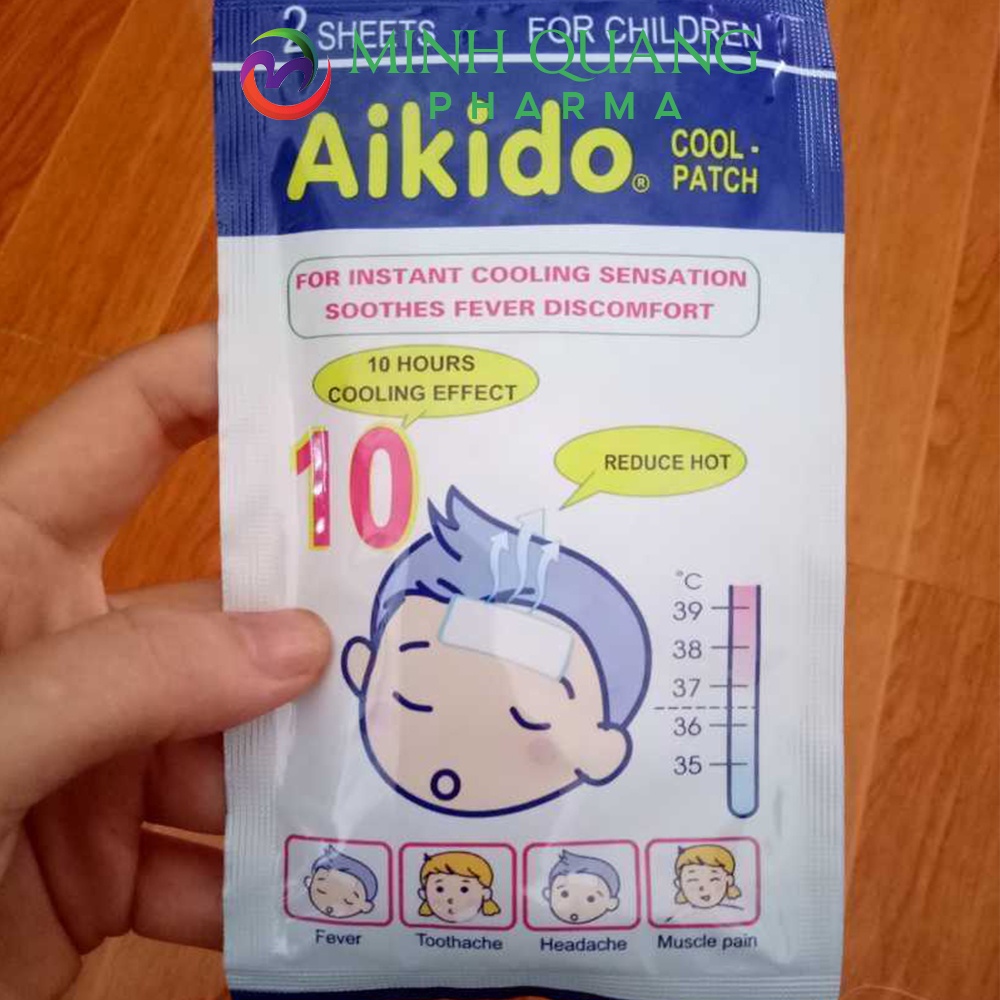 2 SHEETS FOR CHILDREN
MINH QUANG
PHARMA
Aikido®
COOL-
PATCH
FOR INSTANT COOLING SENSATION
SOOTHES FEVER DISCOMFORT
10 HOURS
COOLING EFFECT
10
REDUCE HOT
°C
39
38
37
36
35
Fever Toothache Headache Muscle pain